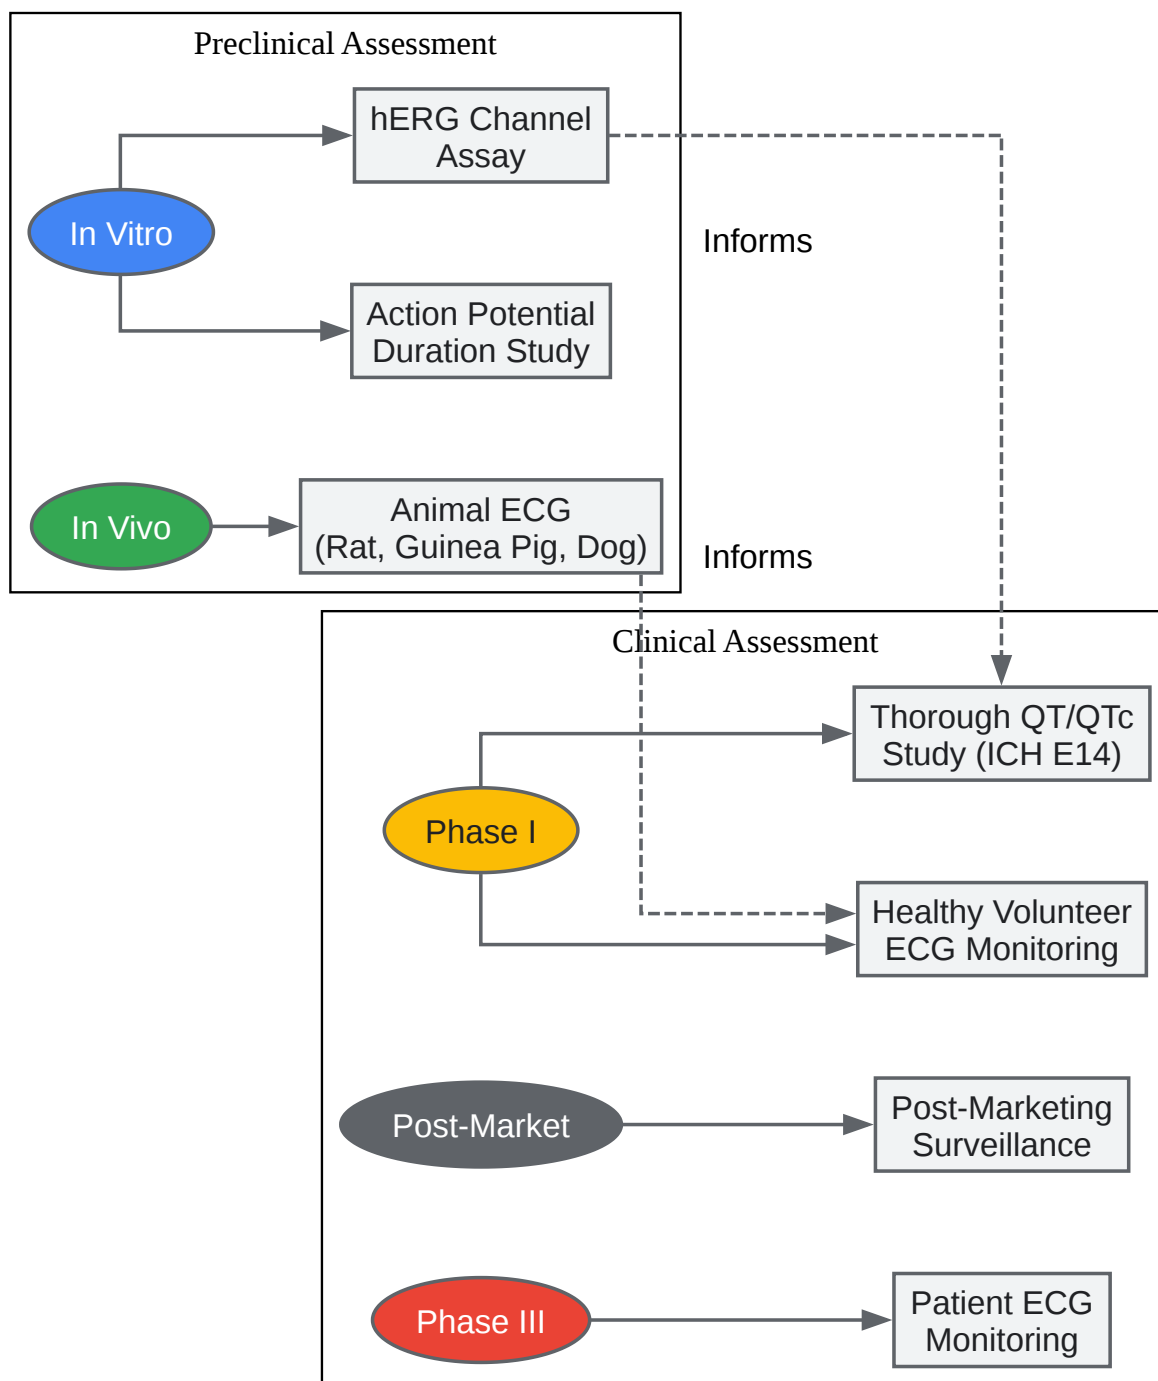 Preclinical Assessment
hERG Channel
Assay
In Vitro
Informs
Action Potential
Duration Study
In Vivo
Animal ECG
(Rat, Guinea Pig, Dog)
Informs
Clinical Assessment
Thorough QT/QTc
Study (ICH E14)
Phase I
Healthy Volunteer
ECG Monitoring
Post-Market
Post-Marketing
Surveillance
Phase III
Patient ECG
Monitoring